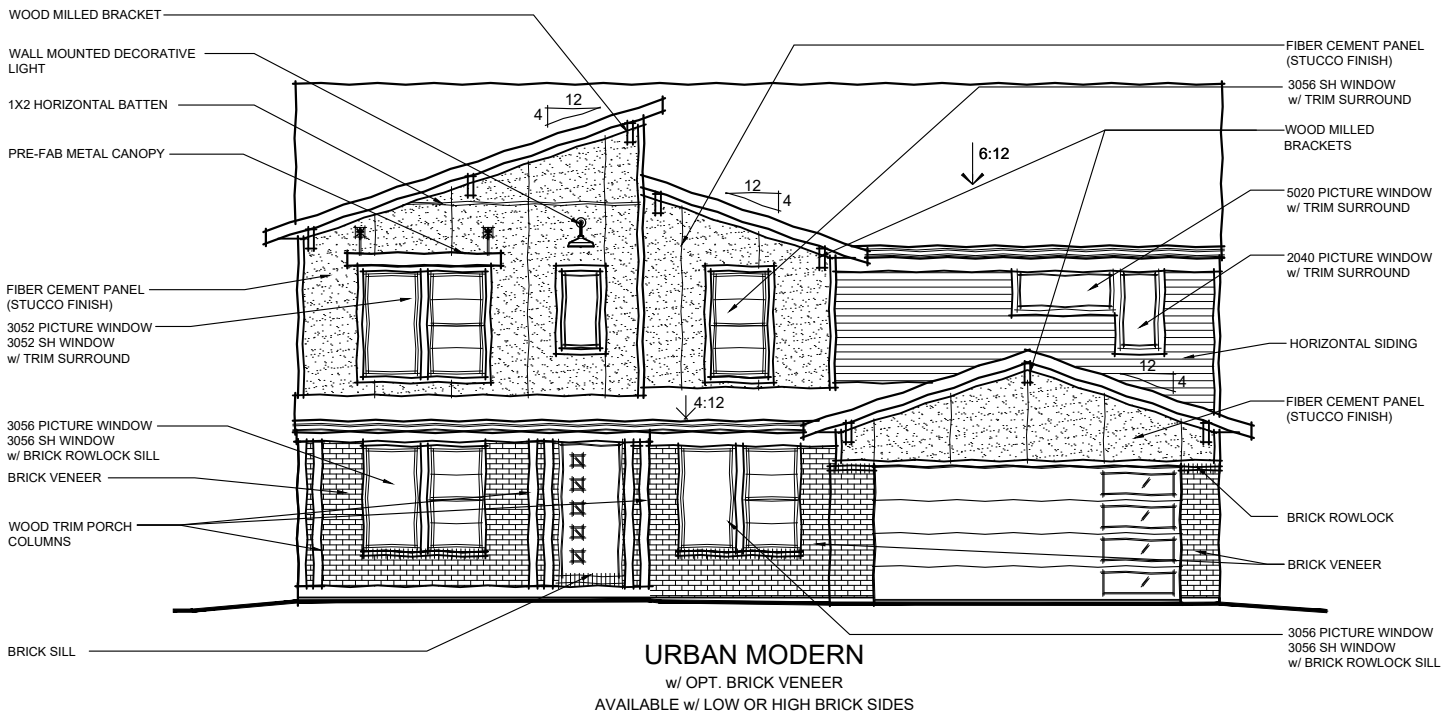 WOOD MILLED BRACKET
WALL MOUNTED DECORATIVE
LIGHT
1X2 HORIZONTAL BATTEN
PRE-FAB METAL CANOPY
FIBER CEMENT PANEL
(STUCCO FINISH)
3052 PICTURE WINDOW
3052 SH WINDOW
w/ TRIM SURROUND
3056 PICTURE WINDOW
3056 SH WINDOW
w/ BRICK ROWLOCK SILL
BRICK VENEER
WOOD TRIM PORCH
COLUMNS
BRICK SILL
12
4
12
4
6:12
4:12
12
4
FIBER CEMENT PANEL
(STUCCO FINISH)
3056 SH WINDOW
w/ TRIM SURROUND
WOOD MILLED
BRACKETS
5020 PICTURE WINDOW
w/ TRIM SURROUND
2040 PICTURE WINDOW
w/ TRIM SURROUND
HORIZONTAL SIDING
FIBER CEMENT PANEL
(STUCCO FINISH)
BRICK ROWLOCK
BRICK VENEER
3056 PICTURE WINDOW
3056 SH WINDOW
w/ BRICK ROWLOCK SILL
URBAN MODERN
w/ OPT. BRICK VENEER
AVAILABLE w/ LOW OR HIGH BRICK SIDES